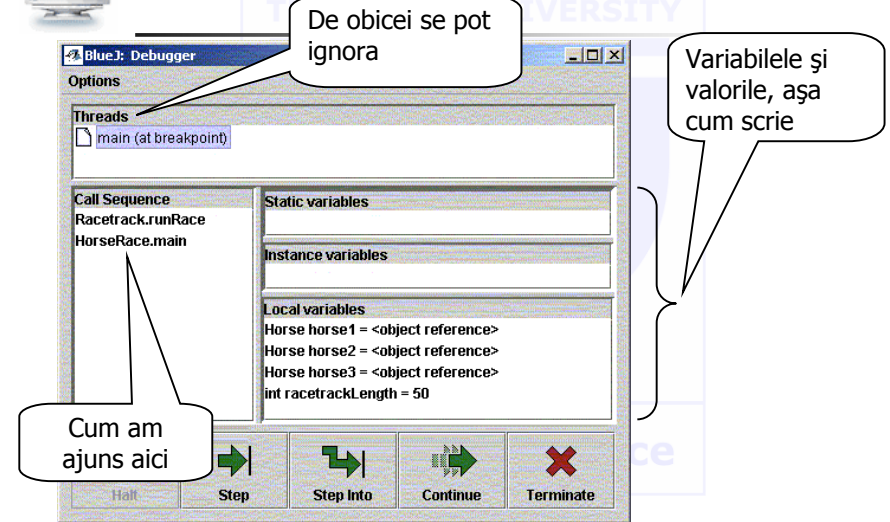 De obicei se pot
ignora
BlueJ: Debugger
Options
Variabilele şi
valorile, aşa
cum scrie
Threads
main (at breakpoint)
Call Sequence
Racetrack.runRace
HorseRace.main
Static variables
Instance variables
Local variables
Horse horse1 = <object reference>
Horse horse2 = <object reference>
Horse horse3 = <object reference>
int racetrackLength = 50
Cum am
ajuns aici
Halt
Step
Step Into
Continue
Terminate